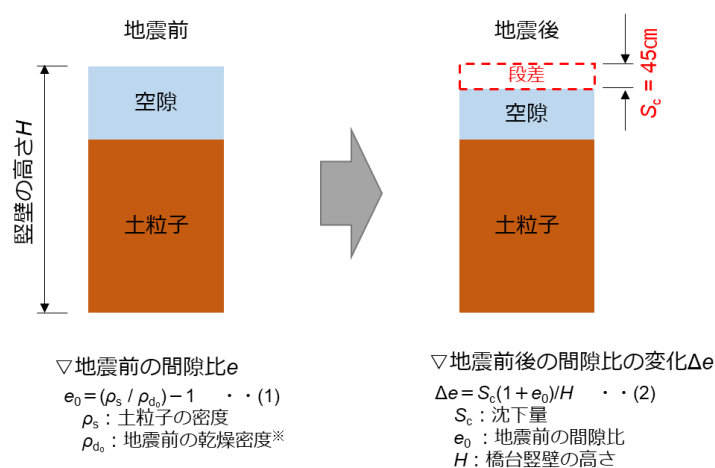 地震前
空隙
土粒子
竪壁の高さH
▽地震前の間隙比e
e₀＝(ρs / ρd₀)－1　・・(1)
ρs：土粒子の密度
ρd₀：地震前の乾燥密度※
地震後
段差
空隙
土粒子
Sc = 45㎝
▽地震前後の間隙比の変化Δe
Δe＝Sc(1＋e₀)/H　・・(2)
Sc：沈下量
e₀：地震前の間隙比
H：橋台竪壁の高さ